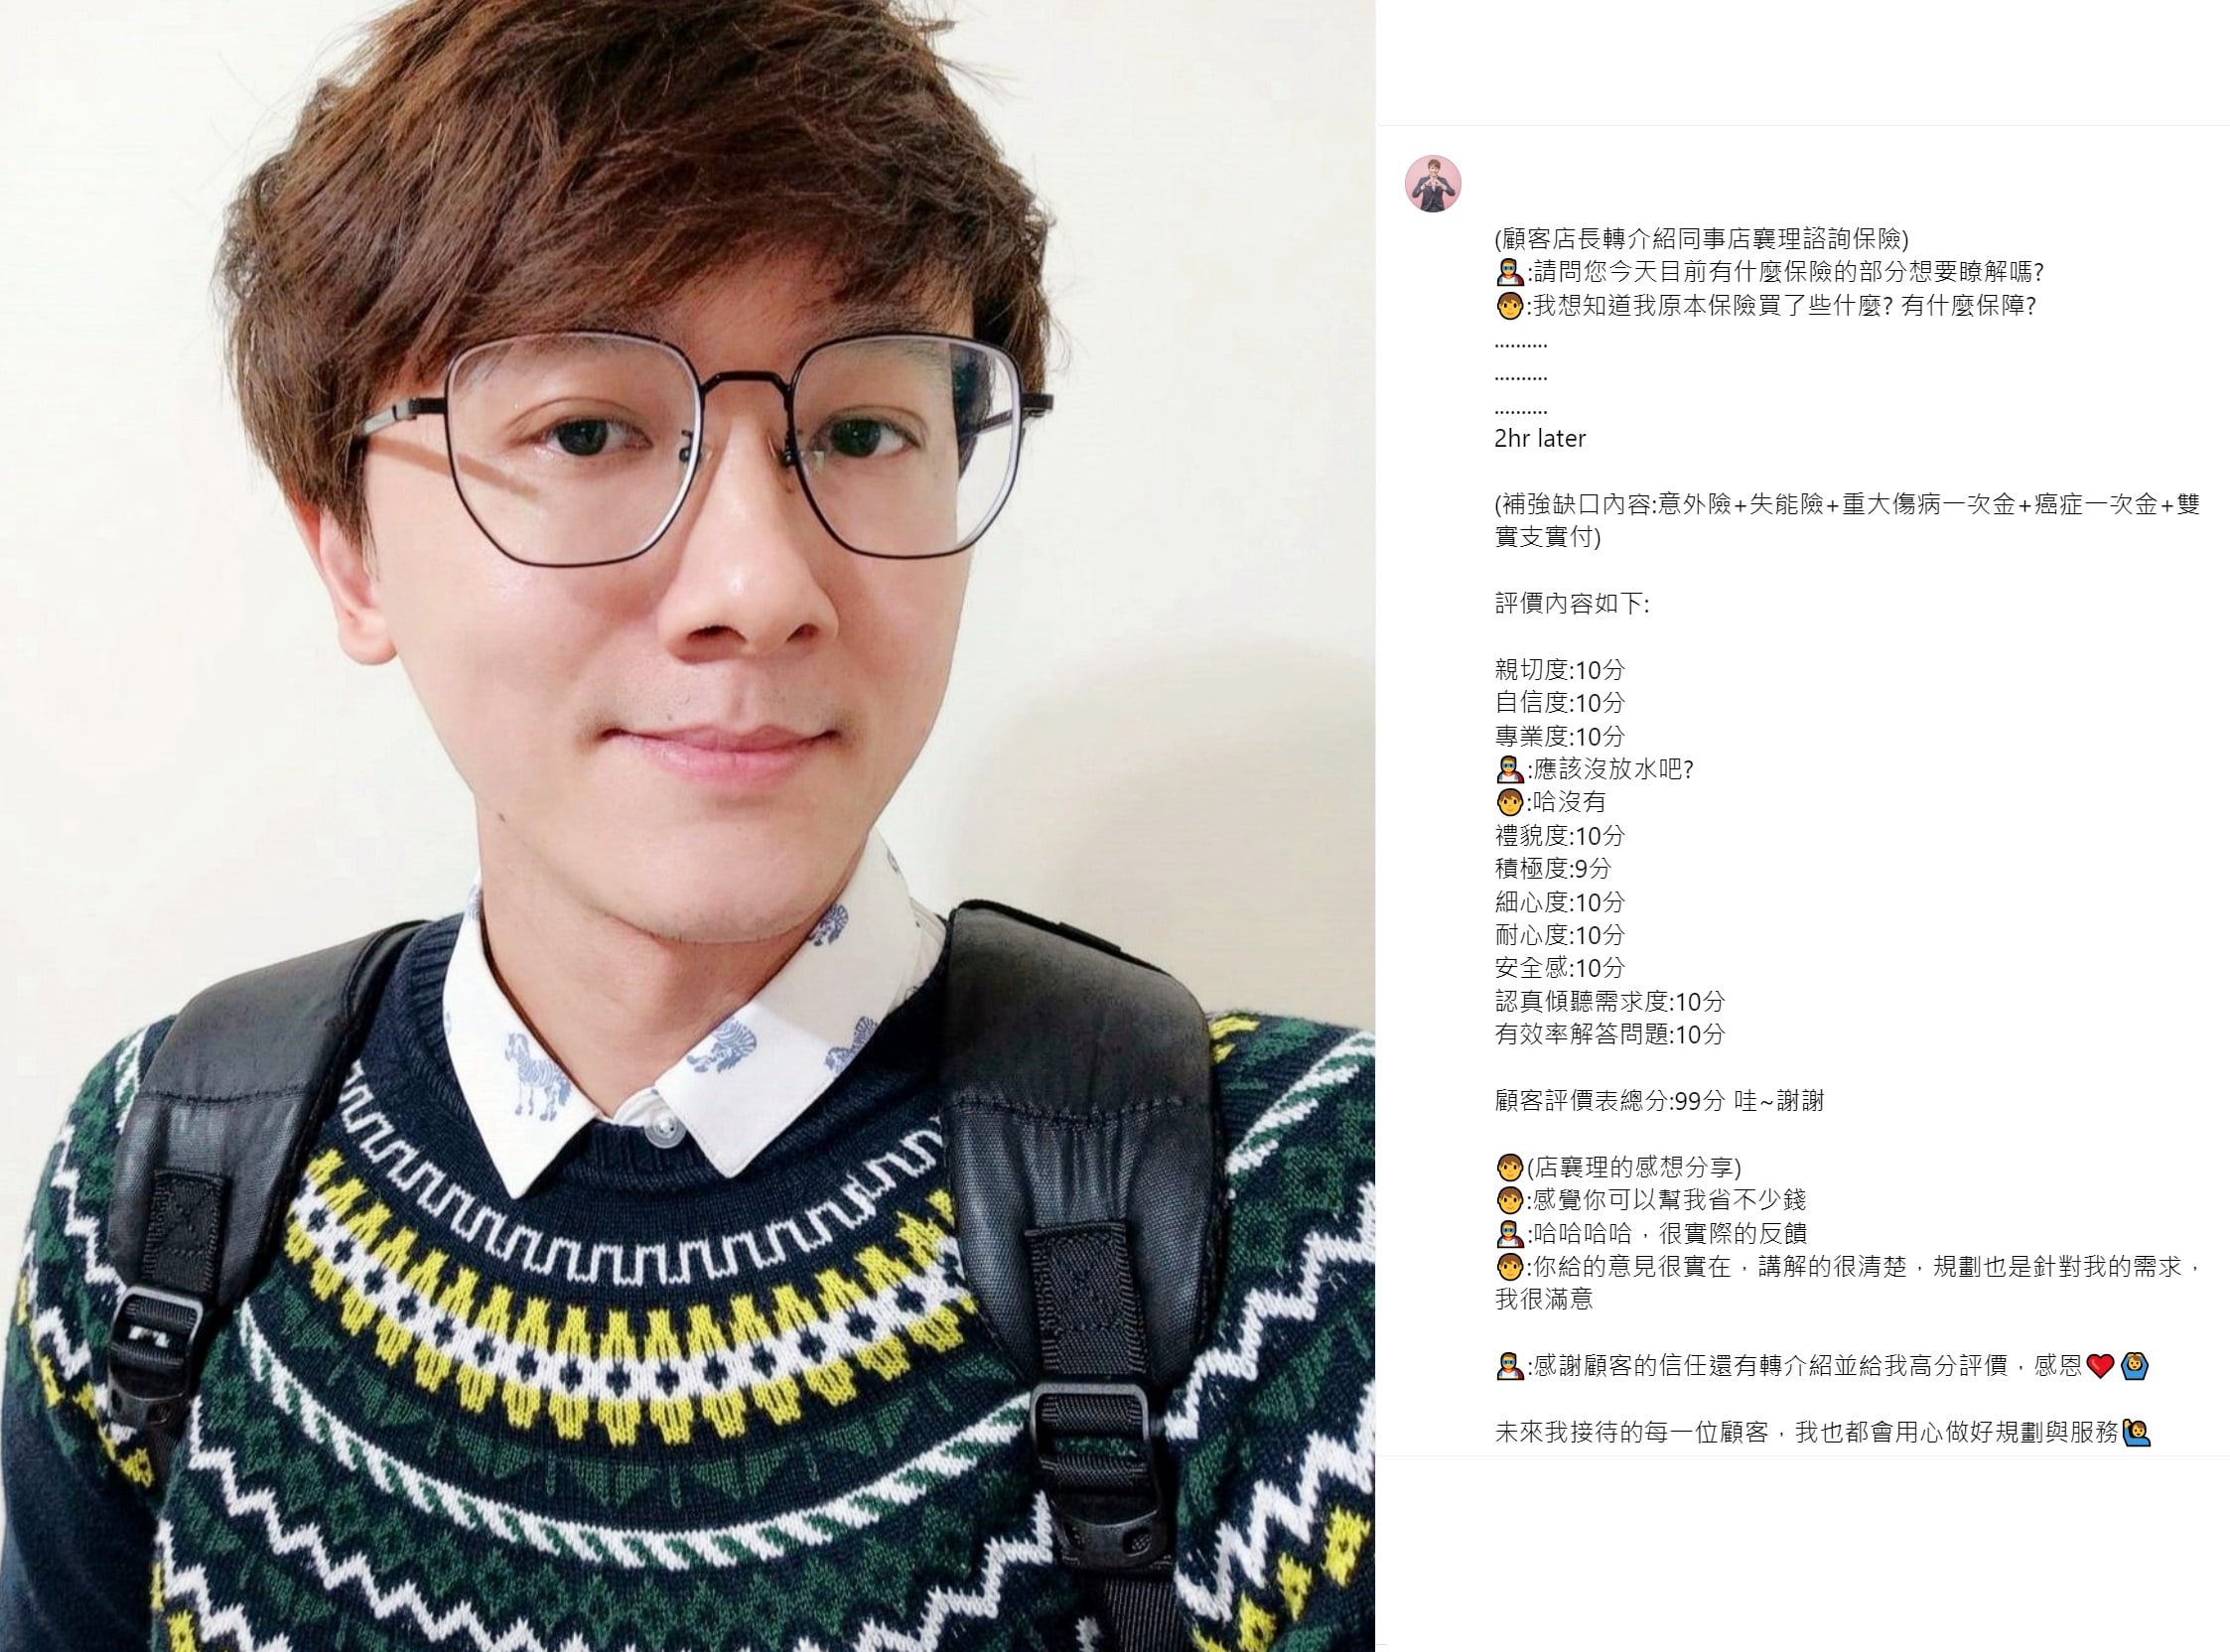 (顧客店長轉介紹同事店襄理諮詢保險)
👨‍🚀:請問您今天目前有什麼保險的部分想要瞭解嗎?
👨:我想知道我原本保險買了些什麼? 有什麼保障?
..........
..........
..........
2hr later
(補強缺口內容:意外險+失能險+重大傷病一次金+癌症一次金+雙
實支實付)
評價內容如下:
親切度:10分
自信度:10分
專業度:10分
👨‍🚀:應該沒放水吧?
👨:哈沒有
禮貌度:10分
積極度:9分
細心度:10分
耐心度:10分
安全感:10分
認真傾聽需求度:10分
有效率解答問題:10分
顧客評價表總分:99分 哇~謝謝
👨(店襄理的感想分享)
👨:感覺你可以幫我省不少錢
👨‍🚀:哈哈哈哈，很實際的反饋
👨:你給的意見很實在，講解的很清楚，規劃也是針對我的需求，
我很滿意
👨‍🚀:感謝顧客的信任還有轉介紹並給我高分評價，感恩❤️🙆
未來我接待的每一位顧客，我也都會用心做好規劃與服務🙋